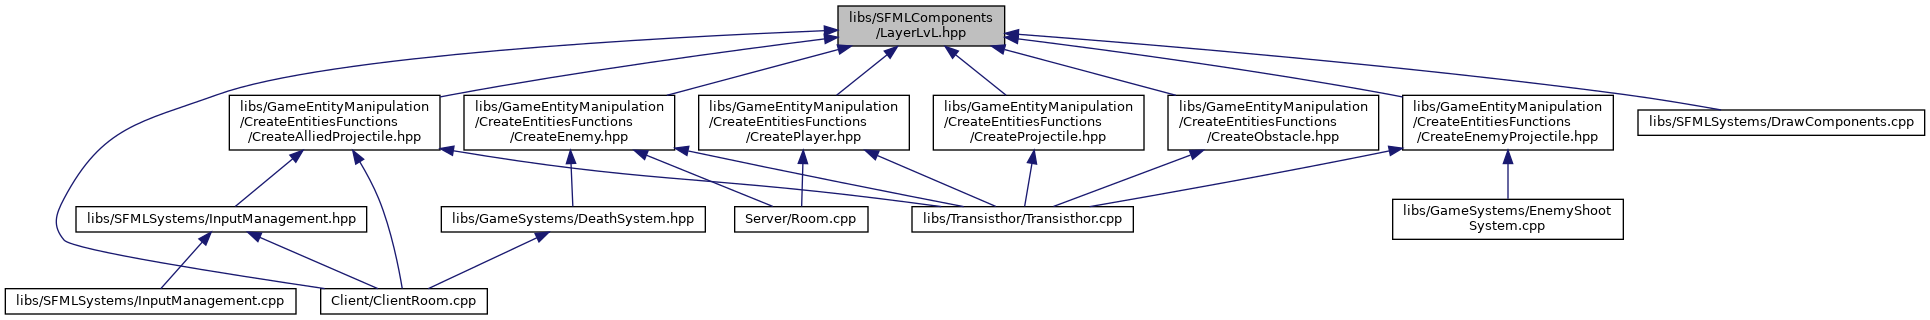 libs/SFMLComponents
/LayerLvL.hpp
libs/GameEntityManipulation
/CreateEntitiesFunctions
/CreateAlliedProjectile.hpp
libs/GameEntityManipulation
/CreateEntitiesFunctions
/CreateEnemy.hpp
libs/GameEntityManipulation
/CreateEntitiesFunctions
/CreatePlayer.hpp
libs/GameEntityManipulation
/CreateEntitiesFunctions
/CreateProjectile.hpp
libs/GameEntityManipulation
/CreateEntitiesFunctions
/CreateObstacle.hpp
libs/GameEntityManipulation
/CreateEntitiesFunctions
/CreateEnemyProjectile.hpp
libs/SFMLSystems/DrawComponents.cpp
libs/SFMLSystems/InputManagement.hpp
libs/GameSystems/DeathSystem.hpp
Server/Room.cpp
libs/Transisthor/Transisthor.cpp
libs/GameSystems/EnemyShoot
System.cpp
libs/SFMLSystems/InputManagement.cpp
Client/ClientRoom.cpp